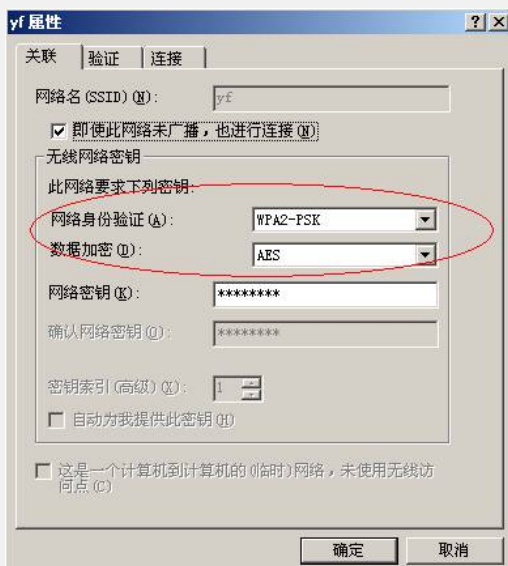 yf 属性
关联 验证 连接
网络名(SSID)(N): yf
即使此网络未广播，也进行连接(N)
无线网络密钥
此网络要求下列密钥:
网络身份验证(A): WPA2-PSK
数据加密(D): AES
网络密钥(K): ********
确认网络密钥(O): ********
密钥索引(高级)(X): 1
自动为我提供此密钥(H)
这是一个计算机到计算机的(临时)网络，未使用无线访
问点(C)
确定 取消